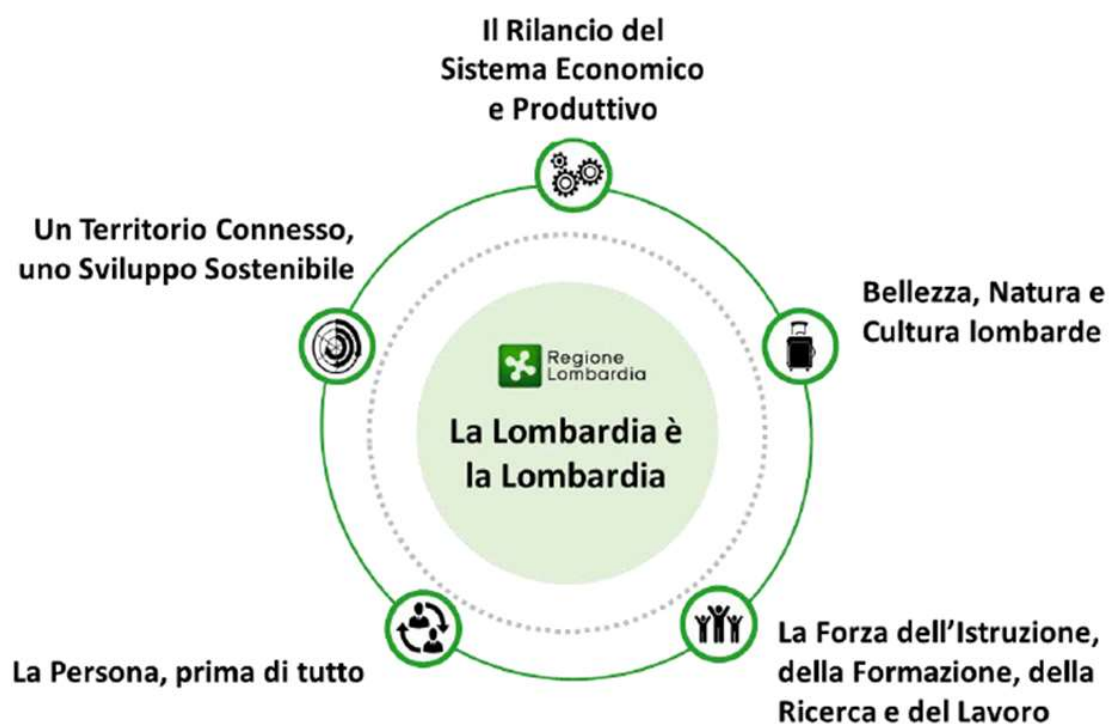 Il Rilancio del
Sistema Economico
e Produttivo
Un Territorio Connesso,
uno Sviluppo Sostenibile
Bellezza, Natura e
Cultura lombarde
Regione
Lombardia
La Lombardia è
la Lombardia
La Persona, prima di tutto
La Forza dell’Istruzione,
della Formazione, della
Ricerca e del Lavoro